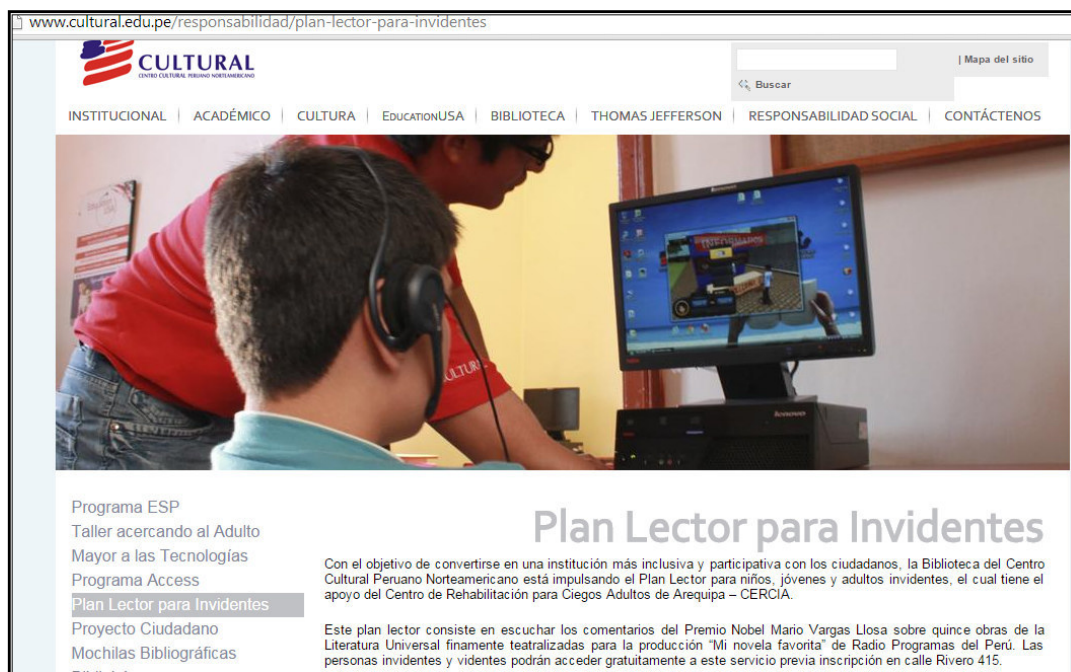 www.cultural.edu.pe/responsabilidad/plan-lector-para-invidentes
CULTURAL
CENTRO CULTURAL PERUANO NORTEAMERICANO
| Mapa del sitio
Buscar
INSTITUCIONAL | ACADÉMICO | CULTURA | EDUCATIONUSA | BIBLIOTECA | THOMAS JEFFERSON | RESPONSABILIDAD SOCIAL | CONTÁCTENOS
CULTURAL
lenovo
Programa ESP
Taller acercando al Adulto
Mayor a las Tecnologías
Programa Access
Plan Lector para Invidentes
Proyecto Ciudadano
Mochilas Bibliográficas
Plan Lector para Invidentes
Con el objetivo de convertirse en una institución más inclusiva y participativa con los ciudadanos, la Biblioteca del Centro
Cultural Peruano Norteamericano está impulsando el Plan Lector para niños, jóvenes y adultos invidentes, el cual tiene el
apoyo del Centro de Rehabilitación para Ciegos Adultos de Arequipa – CERCIA.
Este plan lector consiste en escuchar los comentarios del Premio Nobel Mario Vargas Llosa sobre quince obras de la
Literatura Universal finamente teatralizadas para la producción “Mi novela favorita” de Radio Programas del Perú. Las
personas invidentes y videntes podrán acceder gratuitamente a este servicio previa inscripción en calle Rivero 415.